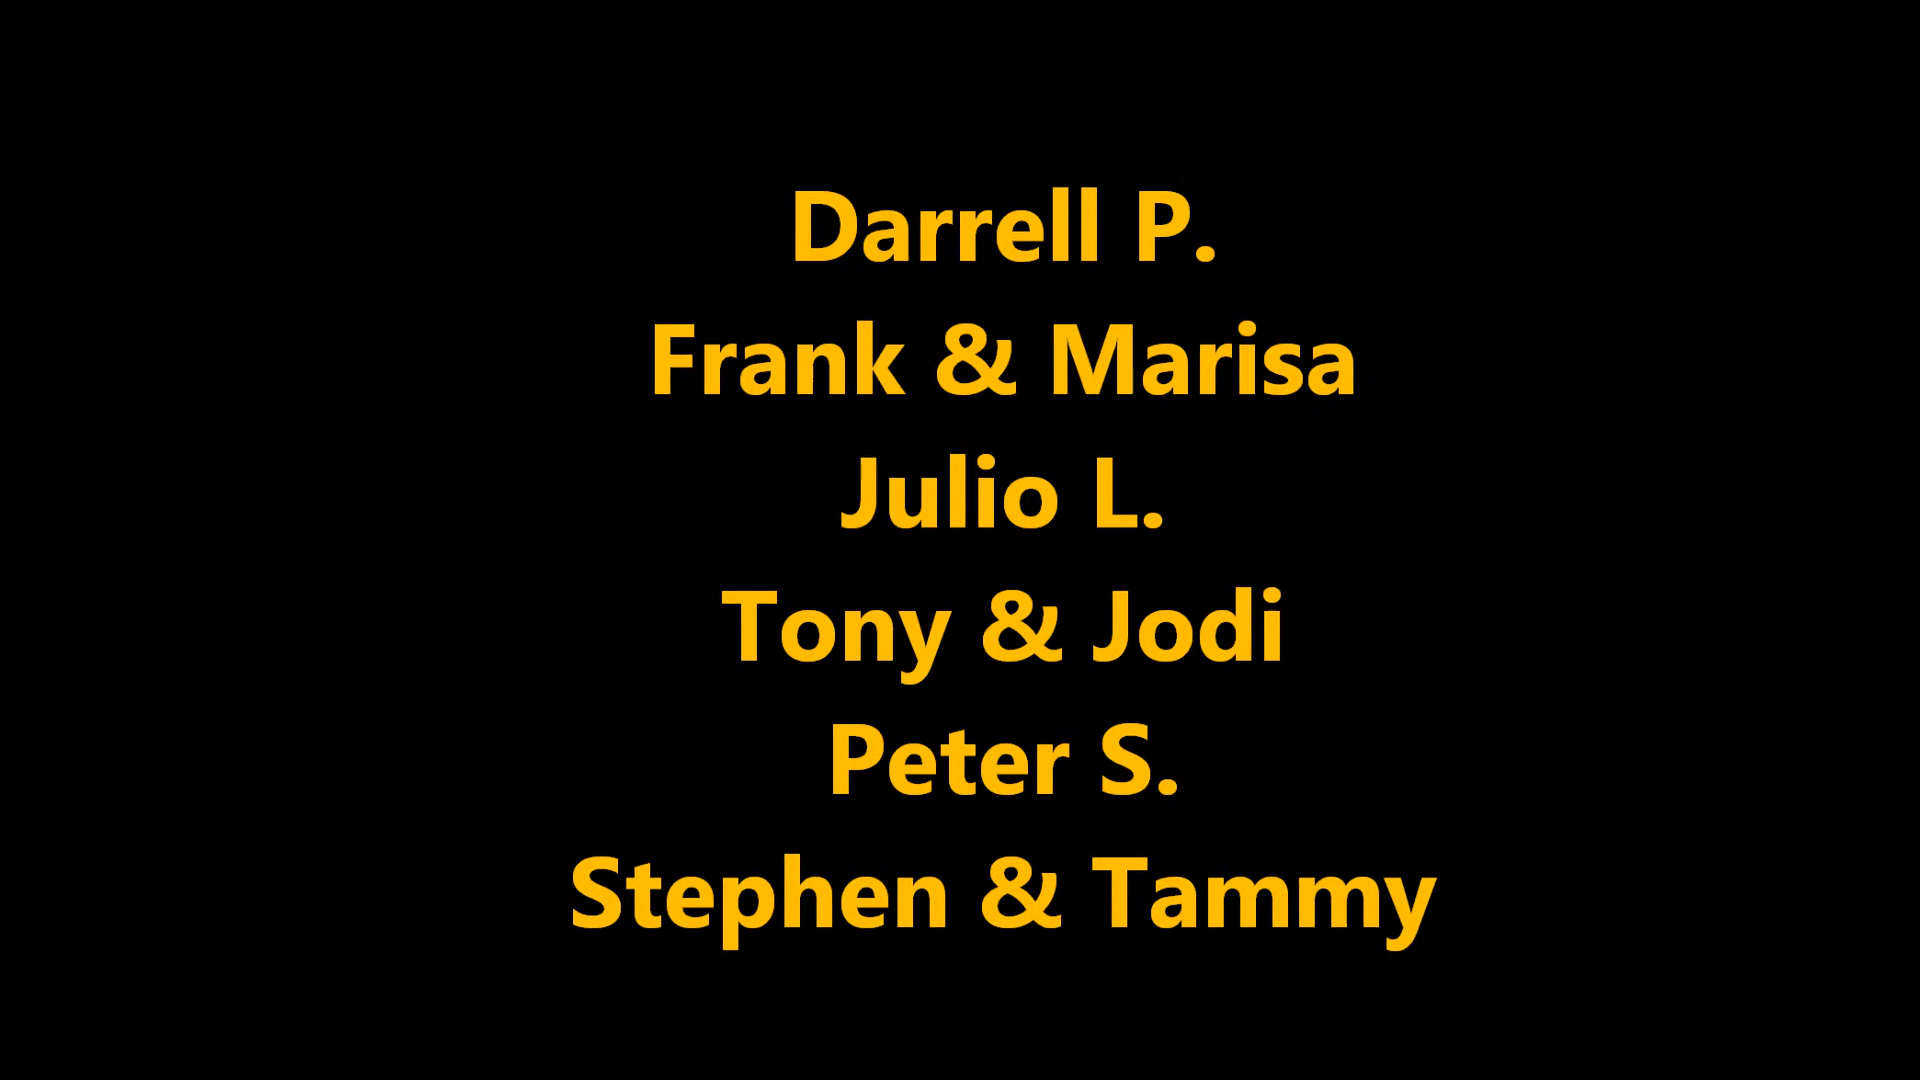 Darrell P.
Frank & Marisa
Julio L.
Tony & Jodi
Peter S.
Stephen & Tammy